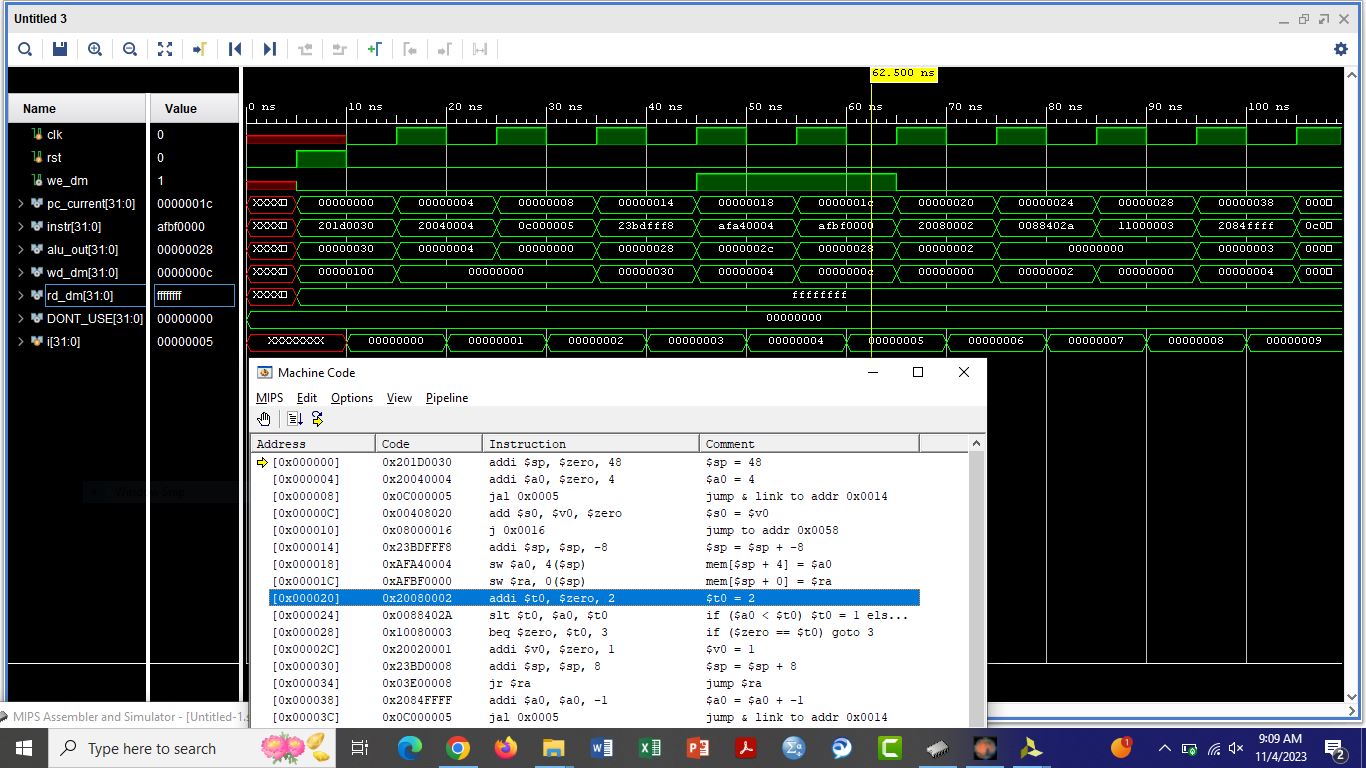 Untitled 3
62.500 ns
Name Value 0 ns 10 ns 20 ns 30 ns 40 ns 50 ns 60 ns 70 ns 80 ns 90 ns 100 ns
clk 0
rst 0
we_dm 1
pc_current[31:0] 0000001c XXXX 00000000 00000004 00000008 00000014 00000018 0000001c 00000020 00000024 00000028 00000038 000
instr[31:0] afbf0000 XXXX 201d0030 20040004 0c000005 23bdfff8 afa40004 afbf0000 20080002 0088402a 11000003 2084ffff 0c0
alu_out[31:0] 00000028 XXXX 00000030 00000004 00000000 00000028 0000002c 00000028 00000002 00000000 00000003 000
wd_dm[31:0] 0000000c XXXX 00000100 00000000 00000030 00000004 0000000c 00000000 00000002 00000000 00000004 000
rd_dm[31:0] ffffffff XXXX ffffffff
DONT_USE[31:0] 00000000 00000000
i[31:0] 00000005 XXXXXXXX 00000000 00000001 00000002 00000003 00000004 00000005 00000006 00000007 00000008 00000009
Machine Code
MIPS Edit Options View Pipeline
Address Code Instruction Comment
[0x000000] 0x201D0030 addi $sp, $zero, 48 $sp = 48
[0x000004] 0x20040004 addi $a0, $zero, 4 $a0 = 4
[0x000008] 0x0C000005 jal 0x0005 jump & link to addr 0x0014
[0x00000C] 0x00408020 add $s0, $v0, $zero $s0 = $v0
[0x000010] 0x08000016 j 0x0016 jump to addr 0x0058
[0x000014] 0x23BDFFF8 addi $sp, $sp, -8 $sp = $sp + -8
[0x000018] 0xAFA40004 sw $a0, 4($sp) mem[$sp + 4] = $a0
[0x00001C] 0xAFBF0000 sw $ra, 0($sp) mem[$sp + 0] = $ra
[0x000020] 0x20080002 addi $t0, $zero, 2 $t0 = 2
[0x000024] 0x0088402A slt $t0, $a0, $t0 if ($a0 < $t0) $t0 = 1 els...
[0x000028] 0x10080003 beq $zero, $t0, 3 if ($zero == $t0) goto 3
[0x00002C] 0x20020001 addi $v0, $zero, 1 $v0 = 1
[0x000030] 0x23BD0008 addi $sp, $sp, 8 $sp = $sp + 8
[0x000034] 0x03E00008 jr $ra jump $ra
[0x000038] 0x2084FFFF addi $a0, $a0, -1 $a0 = $a0 + -1
[0x00003C] 0x0C000005 jal 0x0005 jump & link to addr 0x0014
Window Snip
MIPS Assembler and Simulator - [Untitled-1.s
Type here to search
1
9:09 AM
11/4/2023
2